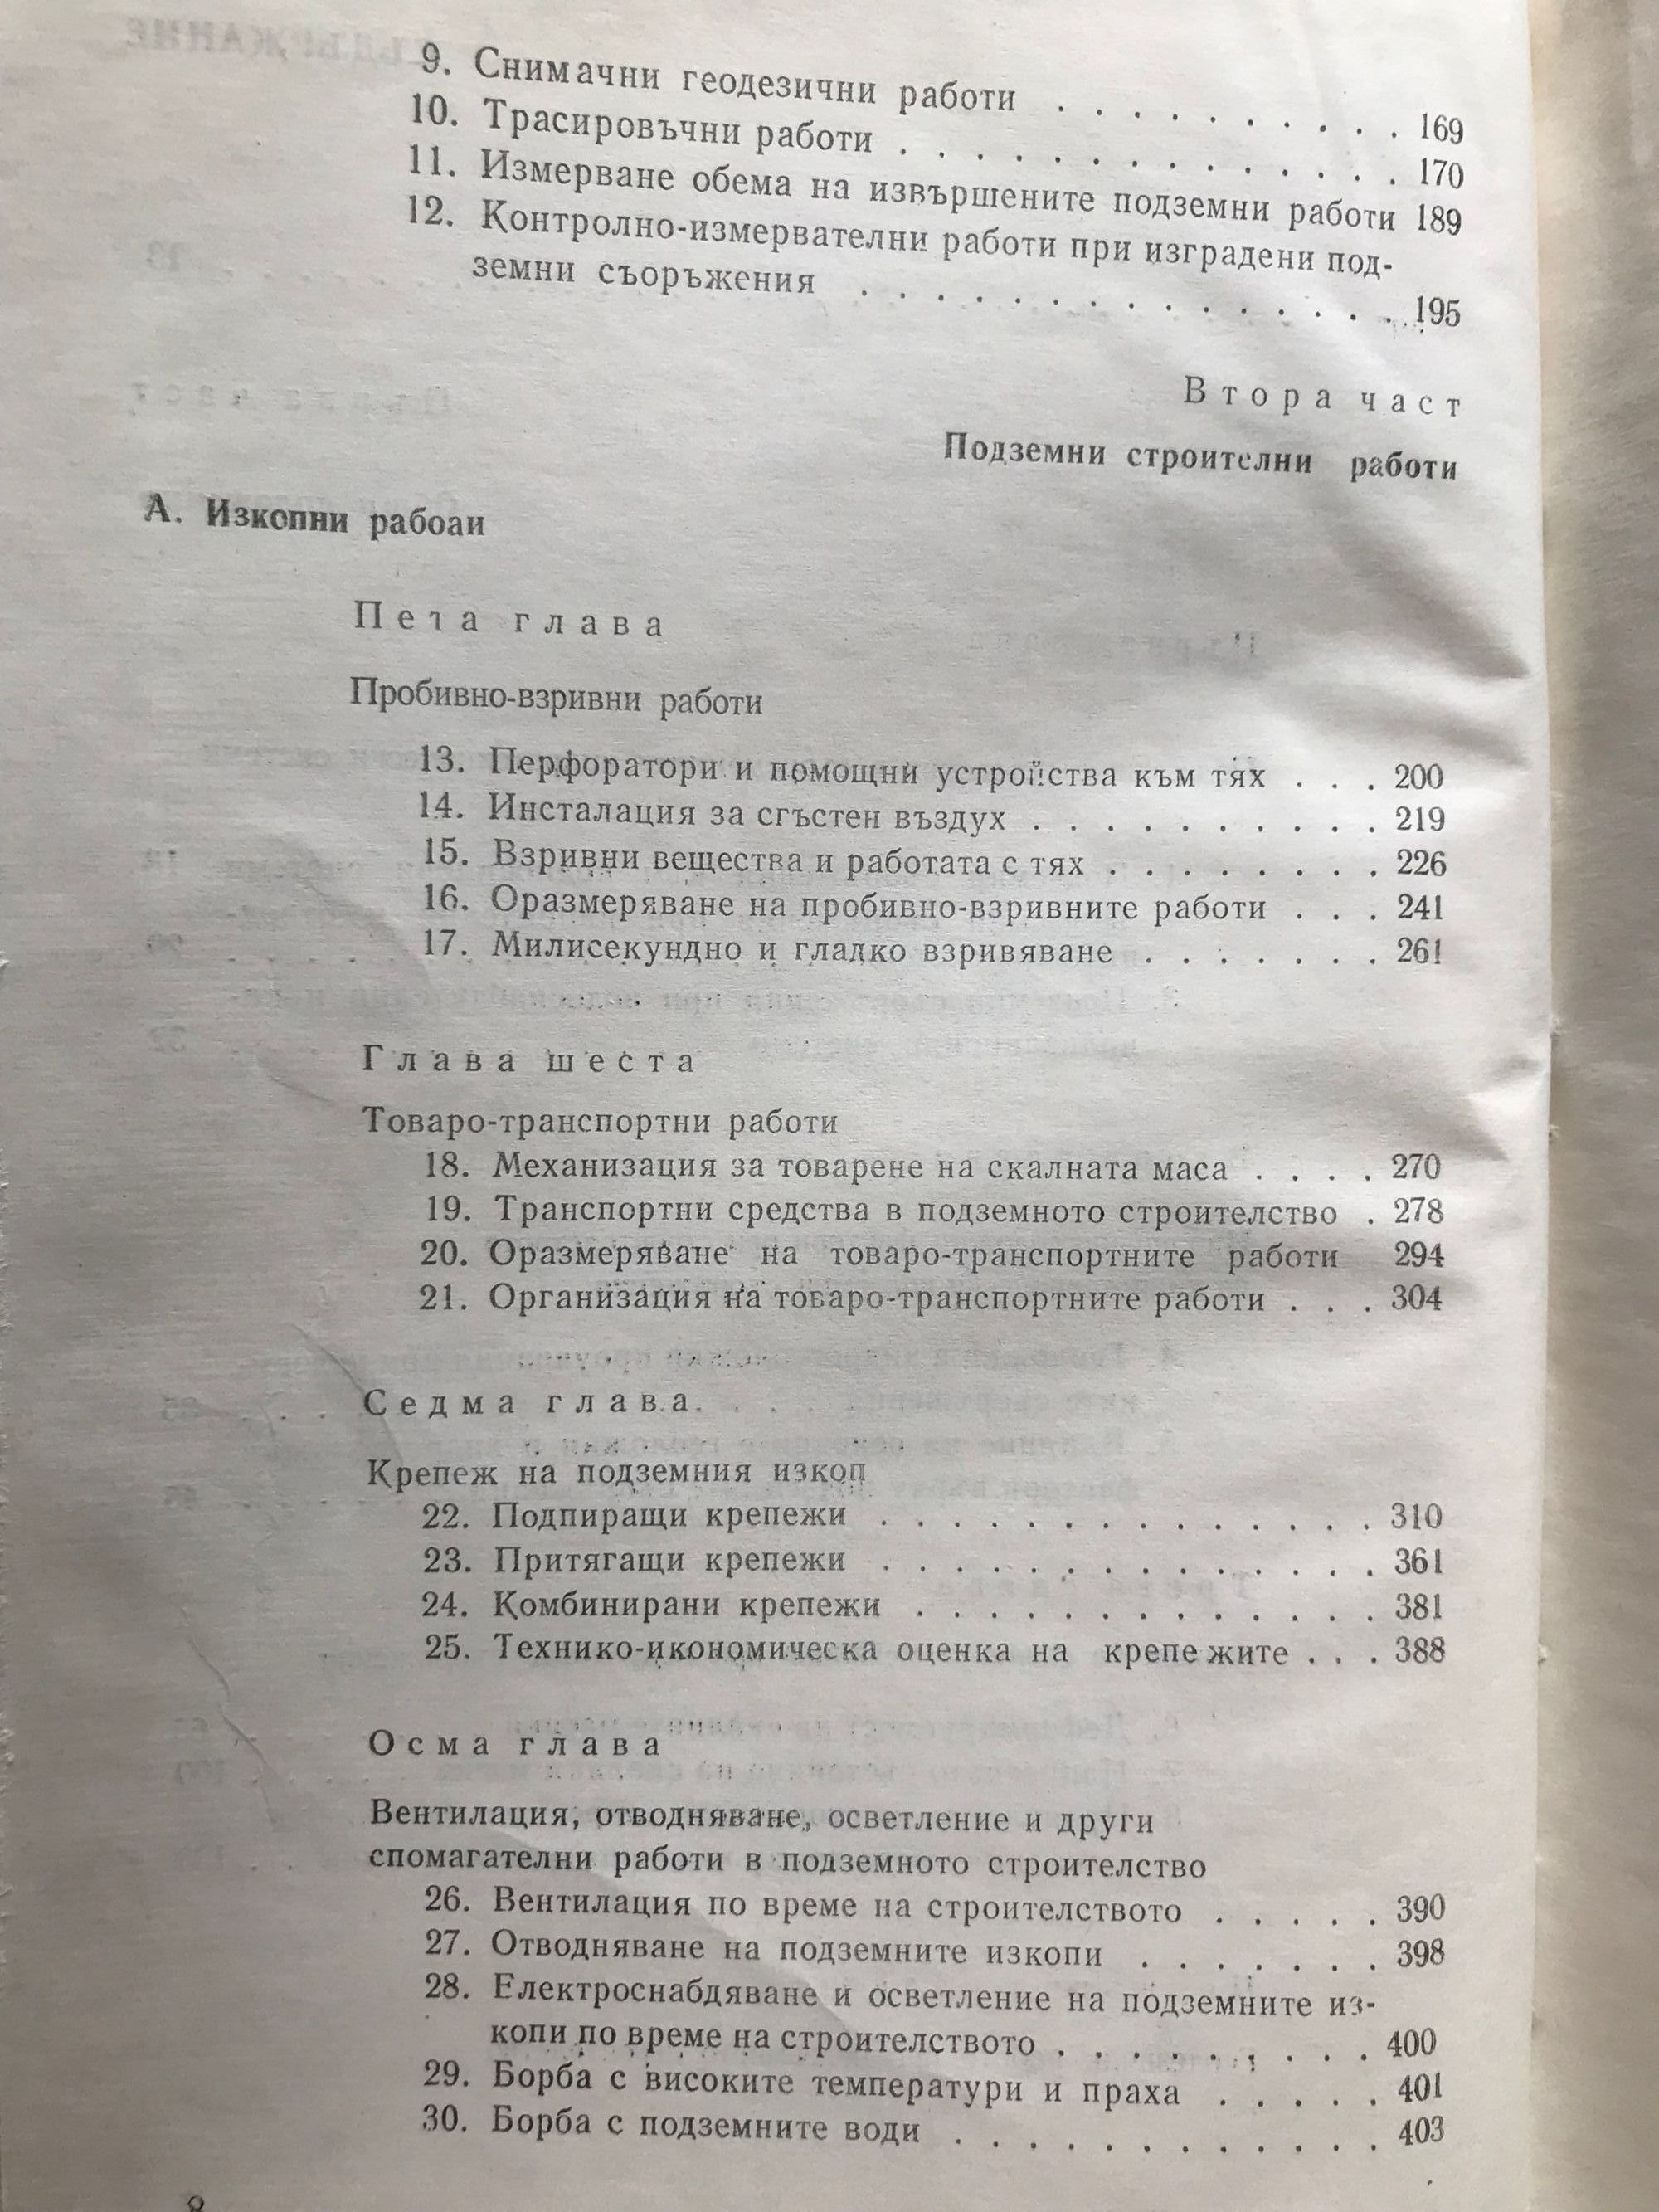 9. Снимачни геодезични работи . . . . . . . . . . 169
10. Трасировъчни работи . . . . . . . . . . . . . . 170
11. Измерване обема на извършените подземни работи 189
12. Контролно-измервателни работи при изградени под-
земни съоръжения . . . . . . . . . . . . . . . 195
Втора част
Подземни строителни работи
А. Изкопни рабоаи
Пета глава
Пробивно-взривни работи
13. Перфоратори и помощни устройства към тях . . . 200
14. Инсталация за сгъстен въздух . . . . . . . . . . 219
15. Взривни вещества и работата с тях . . . . . . . . 226
16. Оразмеряване на пробивно-взривните работи . . . 241
17. Милисекундно и гладко взривяване . . . . . . . 261
Глава шеста
Товаро-транспортни работи
18. Механизация за товарене на скалната маса . . . . 270
19. Транспортни средства в подземното строителство . 278
20. Оразмеряване на товаро-транспортните работи 294
21. Организация на товаро-транспортните работи . . . 304
Седма глава
Крепеж на подземния изкоп
22. Подпиращи крепежи . . . . . . . . . . . . . . 310
23. Притягащи крепежи . . . . . . . . . . . . . . 361
24. Комбинирани крепежи . . . . . . . . . . . . . 381
25. Технико-икономическа оценка на крепежите . . . 388
Осма глава
Вентилация, отводняване, осветление и други
спомагателни работи в подземното строителство
26. Вентилация по време на строителството . . . . . 390
27. Отводняване на подземните изкопи . . . . . . . 398
28. Електроснабдяване и осветление на подземните из-
копи по време на строителството . . . . . . . . . 400
29. Борба с високите температури и праха . . . . . 401
30. Борба с подземните води . . . . . . . . . . . . 403
8